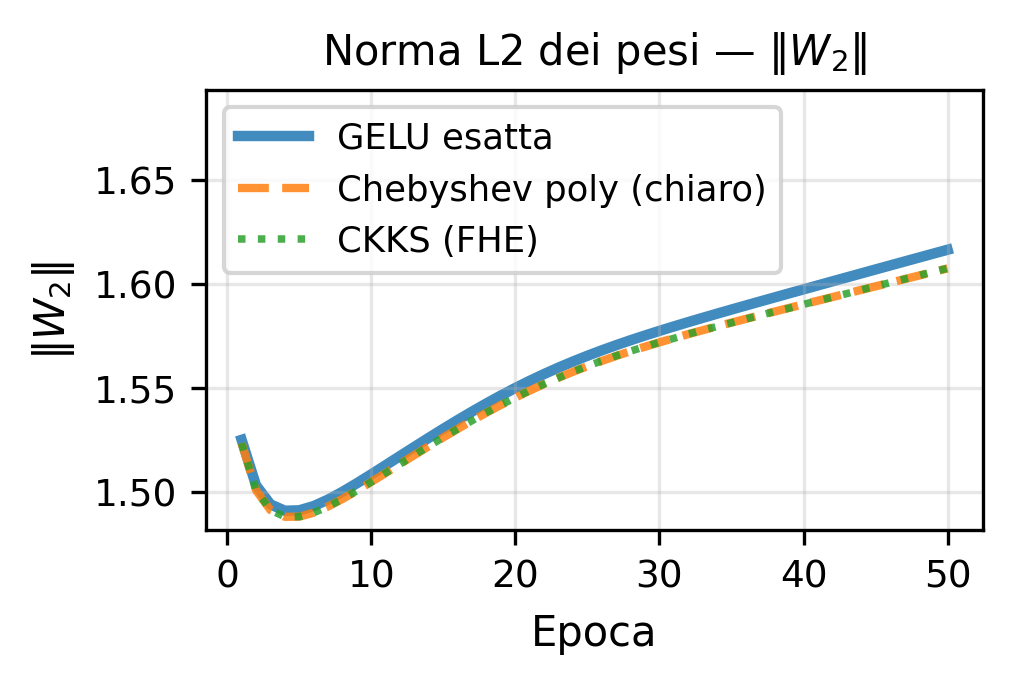 Norma L2 dei pesi — ‖W₂‖
GELU esatta
Chebyshev poly (chiaro)
CKKS (FHE)
‖W₂‖
1.65
1.60
1.55
1.50
0 10 20 30 40 50
Epoca